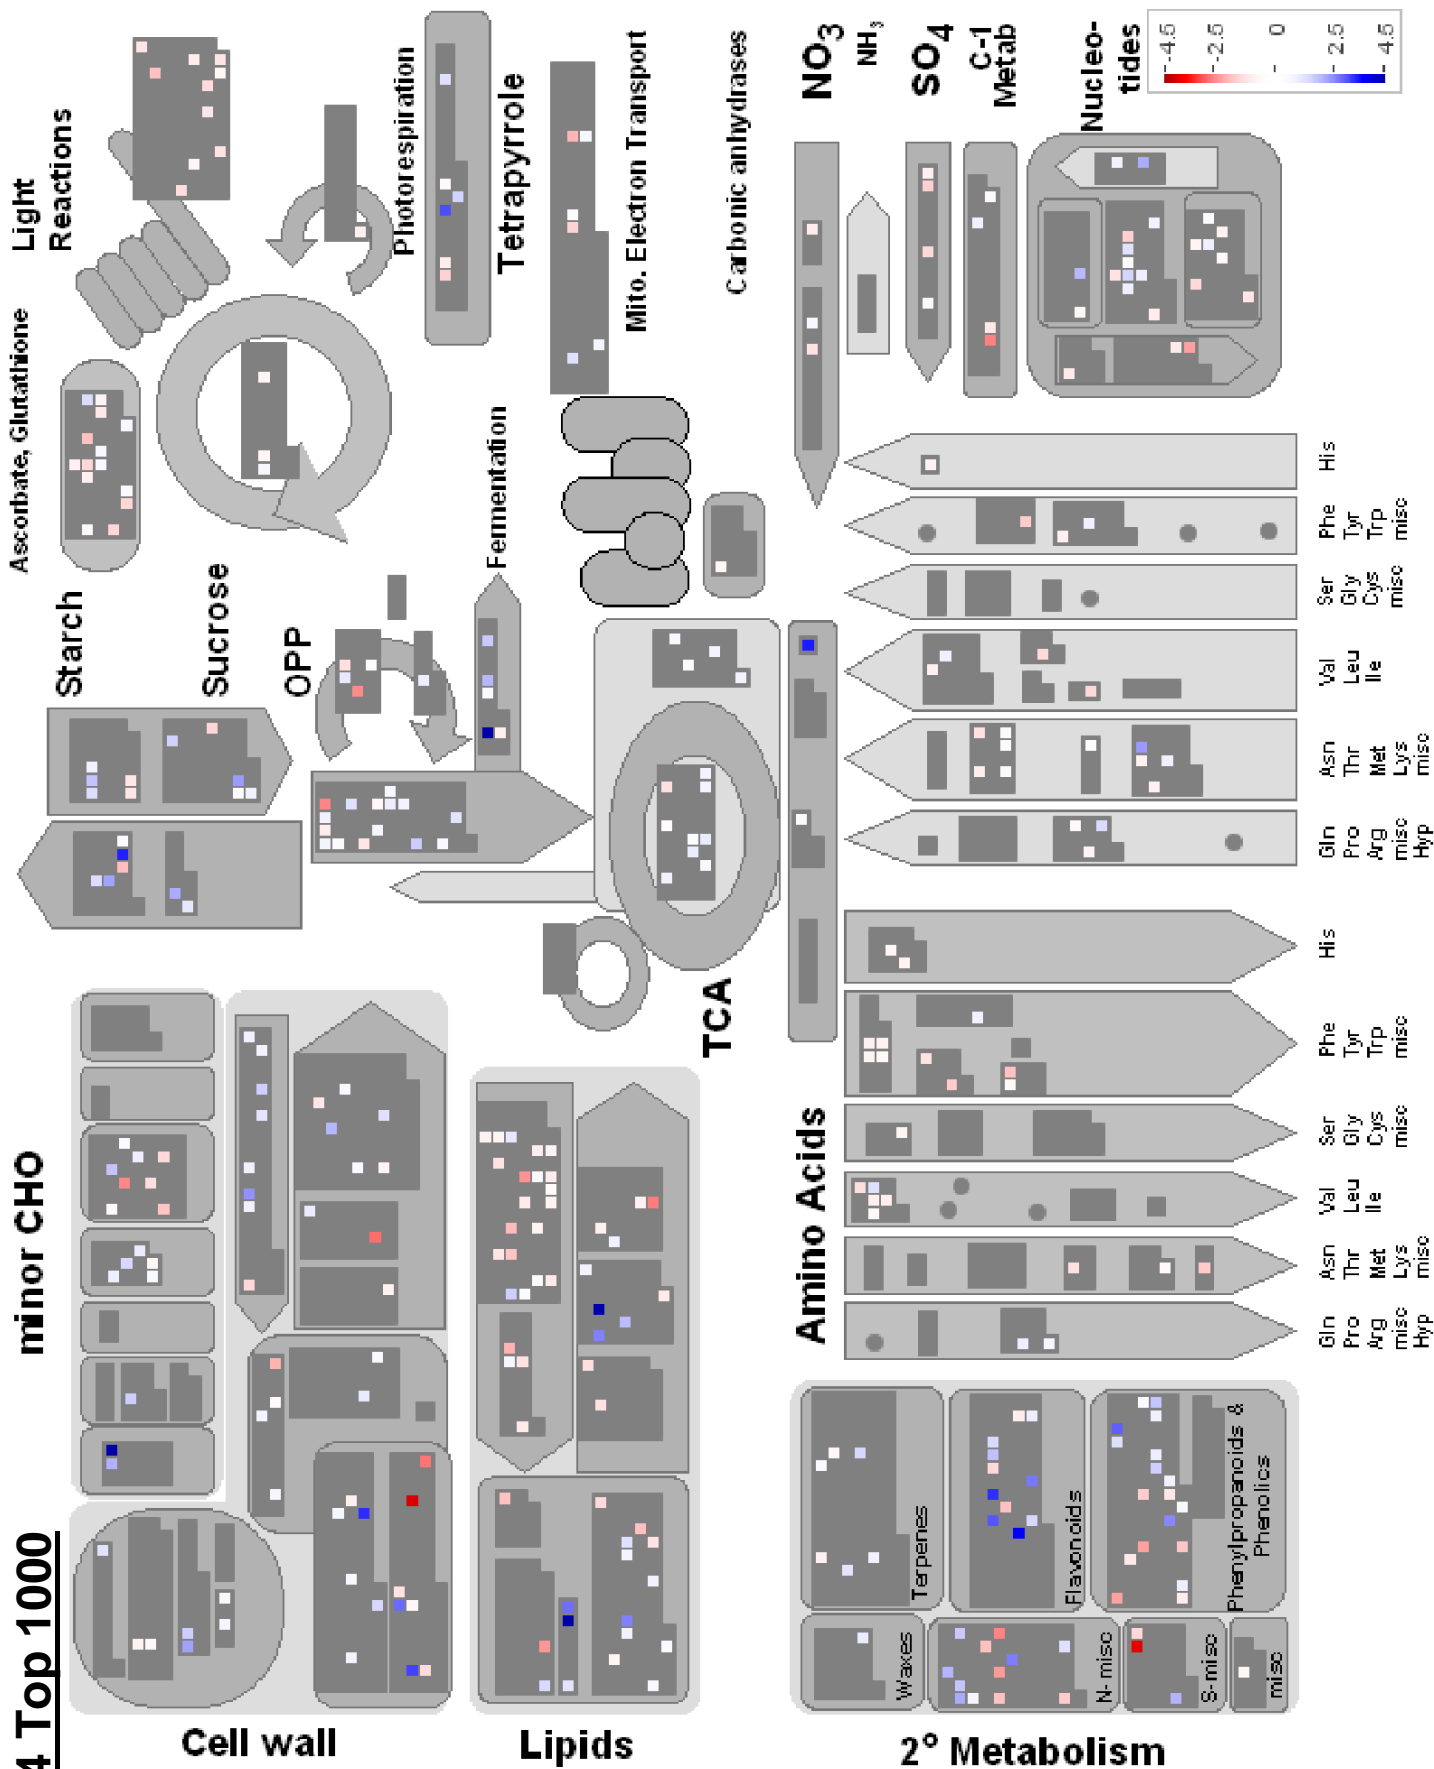 4 Top 1000
minor CHO
Starch
Ascorbate, Glutathione
Light
Reactions
Cell wall
Sucrose
OPP
Photorespiration
Fermentation
Tetrapyrrole
Lipids
TCA
Mito. Electron Transport
Carbonic anhydrases
Amino Acids
NO3
NH3
SO4
C-1
Metab
Nucleo-
tides
-4.5
-2.5
0
2.5
4.5
2° Metabolism
Waxes
Terpenes
N-misc
Flavonoids
S-misc
misc
Phenylpropanoids &
Phenolics
Gln
Pro
Arg
misc
Hyp
Asn
Thr
Met
Lys
misc
Val
Leu
Ile
Ser
Gly
Cys
misc
Phe
Tyr
Trp
misc
His
Gln
Pro
Arg
misc
Hyp
Asn
Thr
Met
Lys
misc
Val
Leu
Ile
Ser
Gly
Cys
misc
Phe
Tyr
Trp
misc
His